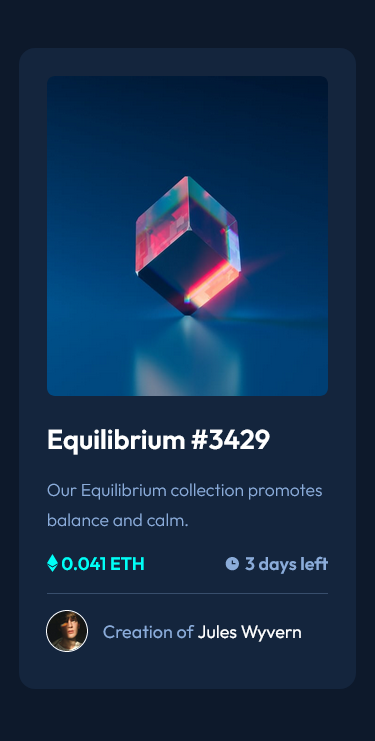 Equilibrium #3429
Our Equilibrium collection promotes
balance and calm.
0.041 ETH
3 days left
Creation of Jules Wyvern